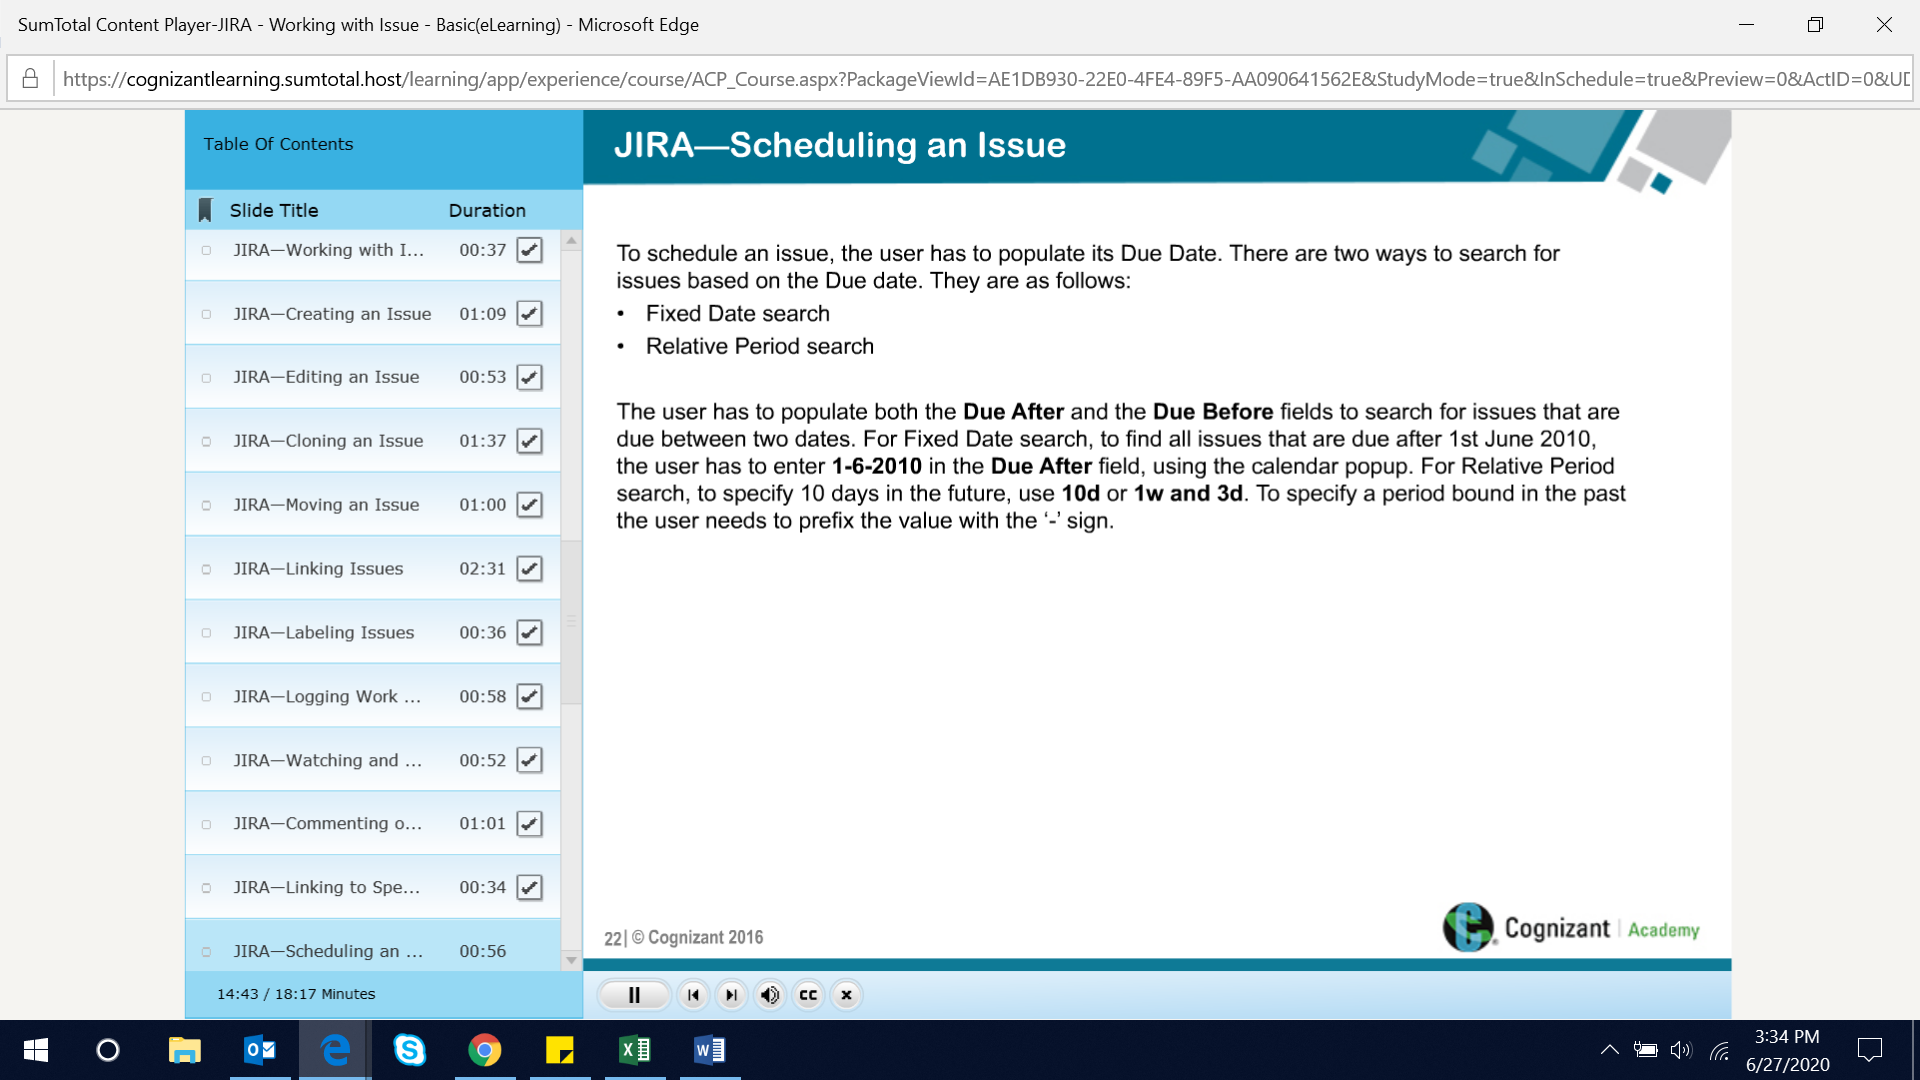 SumTotal Content Player-JIRA - Working with Issue - Basic(eLearning) - Microsoft Edge
https://cognizantlearning.sumtotal.host/learning/app/experience/course/ACP_Course.aspx?PackageViewId=AE1DB930-22E0-4FE4-89F5-AA090641562E&StudyMode=true&InSchedule=true&Preview=0&ActID=0&UD
Table Of Contents
Slide Title Duration
JIRA—Working with I... 00:37
JIRA—Creating an Issue 01:09
JIRA—Editing an Issue 00:53
JIRA—Cloning an Issue 01:37
JIRA—Moving an Issue 01:00
JIRA—Linking Issues 02:31
JIRA—Labeling Issues 00:36
JIRA—Logging Work ... 00:58
JIRA—Watching and ... 00:52
JIRA—Commenting o... 01:01
JIRA—Linking to Spe... 00:34
JIRA—Scheduling an ... 00:56
14:43 / 18:17 Minutes
JIRA—Scheduling an Issue
To schedule an issue, the user has to populate its Due Date. There are two ways to search for
issues based on the Due date. They are as follows:
• Fixed Date search
• Relative Period search
The user has to populate both the Due After and the Due Before fields to search for issues that are
due between two dates. For Fixed Date search, to find all issues that are due after 1st June 2010,
the user has to enter 1-6-2010 in the Due After field, using the calendar popup. For Relative Period
search, to specify 10 days in the future, use 10d or 1w and 3d. To specify a period bound in the past
the user needs to prefix the value with the ‘-’ sign.
22| © Cognizant 2016
Cognizant | Academy
CC
3:34 PM
6/27/2020